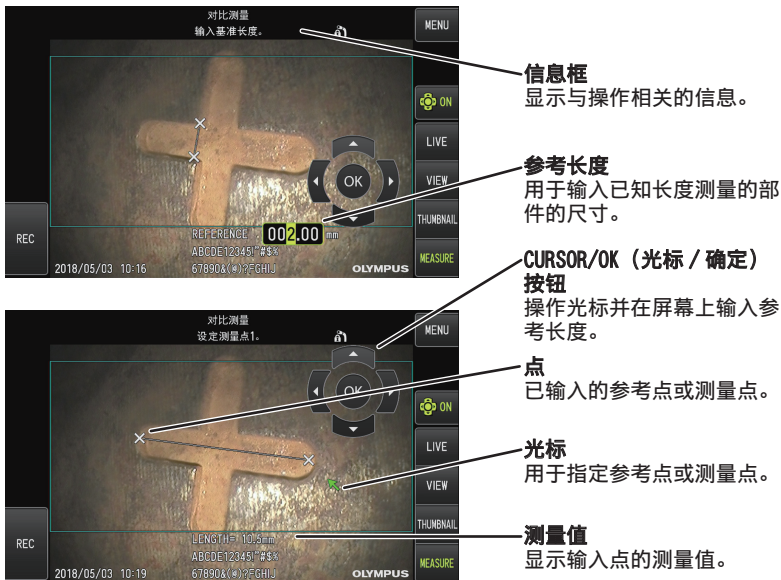 对比测量
输入基准长度。
MENU
ON
LIVE
VIEW
THUMBNAIL
MEASURE
OK
REC
REFERENCE 002.00 mm
ABCDE12345!"#$%
67890&(@)?FGHIJ
2018/05/03 10:16
OLYMPUS
信息框
显示与操作相关的信息。
参考长度
用于输入已知长度测量的部
件的尺寸。
CURSOR/OK（光标 / 确定）
按钮
操作光标并在屏幕上输入参
考长度。
对比测量
设定测量点1。
MENU
ON
LIVE
VIEW
THUMBNAIL
MEASURE
OK
REC
LENGTH= 10.5mm
ABCDE12345!"#$%
67890&(@)?FGHIJ
2018/05/03 10:19
OLYMPUS
点
已输入的参考点或测量点。
光标
用于指定参考点或测量点。
测量值
显示输入点的测量值。